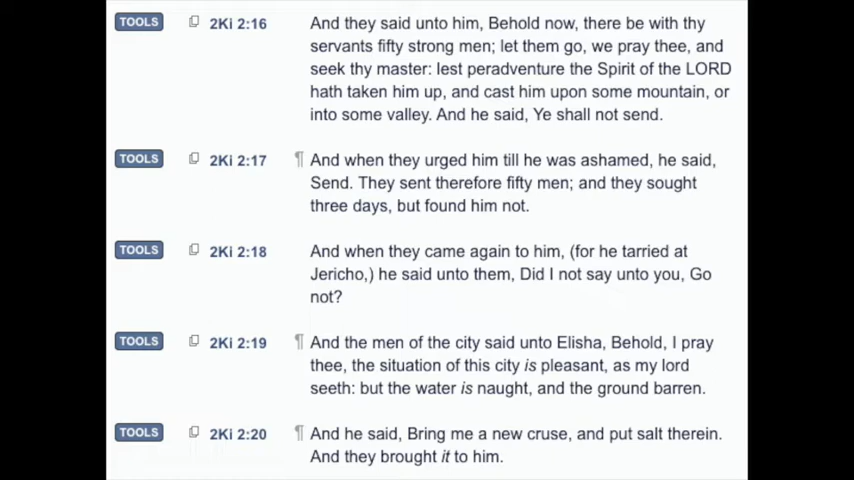 TOOLS 2Ki 2:16 And they said unto him, Behold now, there be with thy
servants fifty strong men; let them go, we pray thee, and
seek thy master: lest peradventure the Spirit of the LORD
hath taken him up, and cast him upon some mountain, or
into some valley. And he said, Ye shall not send.
TOOLS 2Ki 2:17 ¶ And when they urged him till he was ashamed, he said,
Send. They sent therefore fifty men; and they sought
three days, but found him not.
TOOLS 2Ki 2:18 And when they came again to him, (for he tarried at
Jericho,) he said unto them, Did I not say unto you, Go
not?
TOOLS 2Ki 2:19 ¶ And the men of the city said unto Elisha, Behold, I pray
thee, the situation of this city is pleasant, as my lord
seeth: but the water is naught, and the ground barren.
TOOLS 2Ki 2:20 ¶ And he said, Bring me a new cruse, and put salt therein.
And they brought it to him.